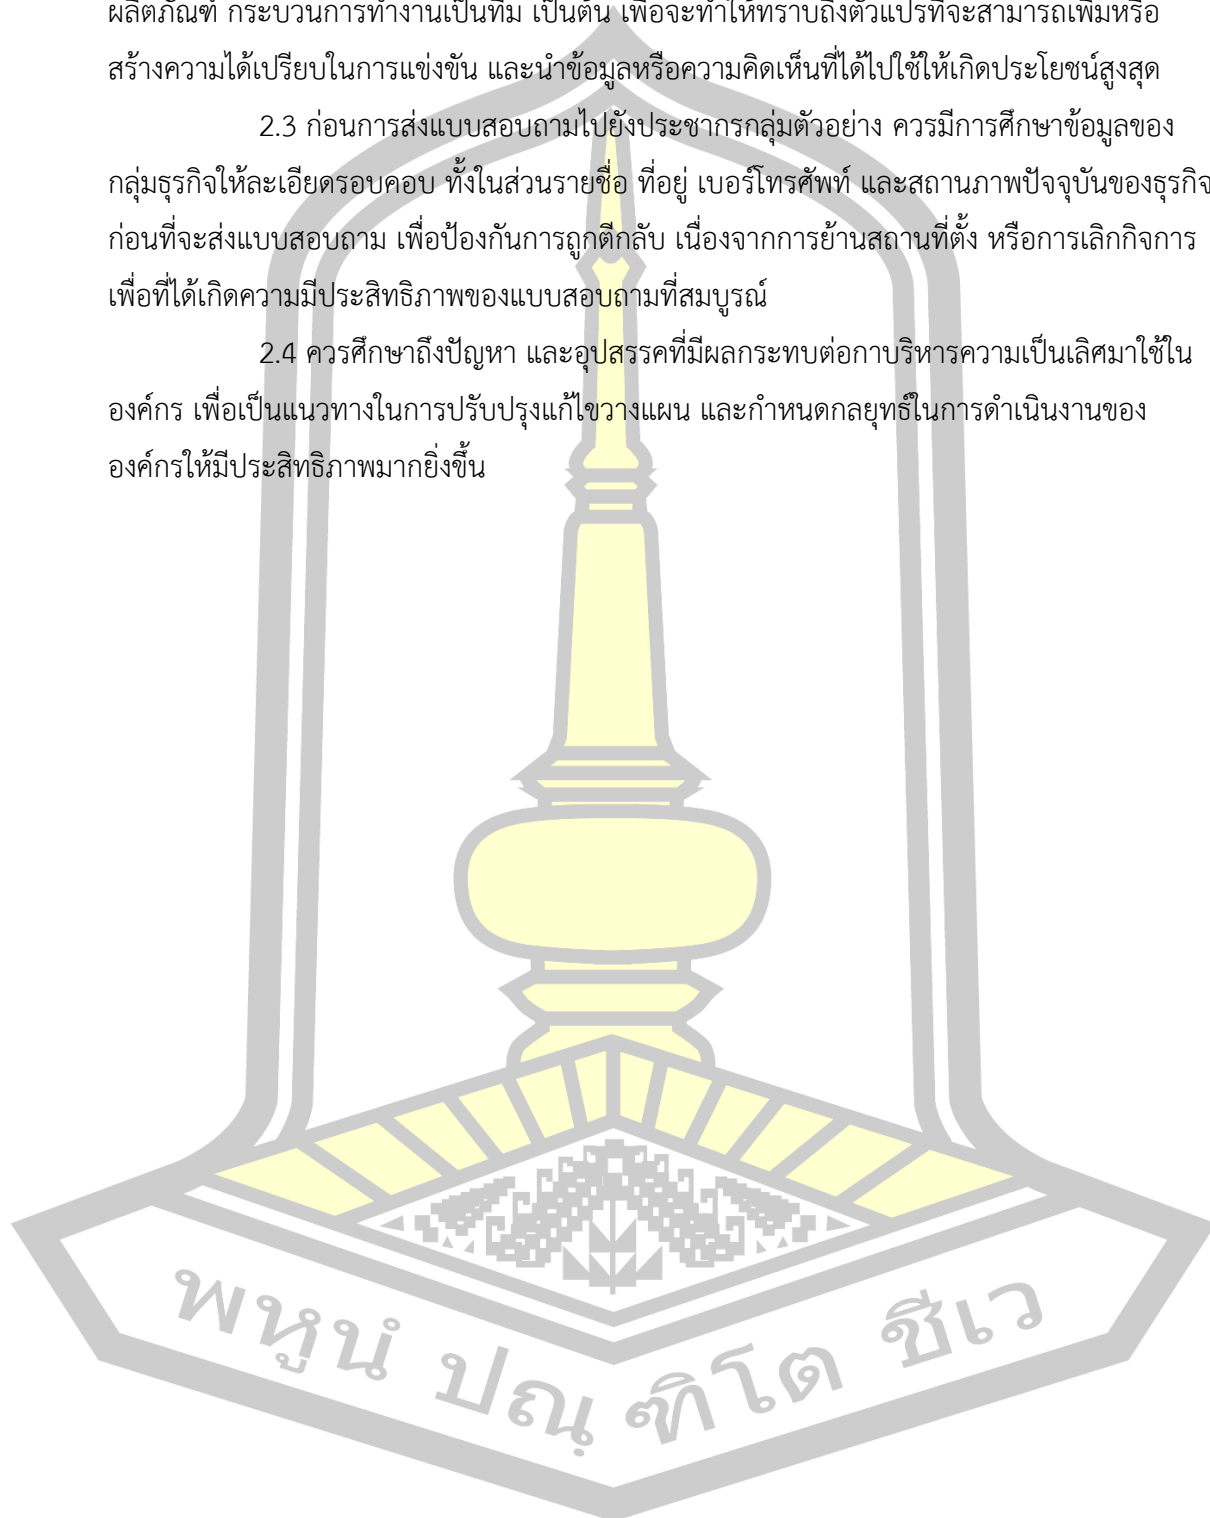 ผลิตภัณฑ์ กระบวนการทำงานเป็นทีม เป็นต้น เพื่อจะทำให้ทราบถึงตัวแปรที่จะสามารถเพิ่มหรือ
สร้างความได้เปรียบในการแข่งขัน และนำข้อมูลหรือความคิดเห็นที่ได้ไปใช้ให้เกิดประโยชน์สูงสุด
2.3 ก่อนการส่งแบบสอบถามไปยังประชากรกลุ่มตัวอย่าง ควรมีการศึกษาข้อมูลของ
กลุ่มธุรกิจให้ละเอียดรอบคอบ ทั้งในส่วนรายชื่อ ที่อยู่ เบอร์โทรศัพท์ และสถานภาพปัจจุบันของธุรกิจ
ก่อนที่จะส่งแบบสอบถาม เพื่อป้องกันการถูกตีกลับ เนื่องจากการย้านสถานที่ตั้ง หรือการเลิกกิจการ
เพื่อที่ได้เกิดความมีประสิทธิภาพของแบบสอบถามที่สมบูรณ์
2.4 ควรศึกษาถึงปัญหา และอุปสรรคที่มีผลกระทบต่อกาบริหารความเป็นเลิศมาใช้ใน
องค์กร เพื่อเป็นแนวทางในการปรับปรุงแก้ไขวางแผน และกำหนดกลยุทธ์ในการดำเนินงานของ
องค์กรให้มีประสิทธิภาพมากยิ่งขึ้น
พหูนํ ปณฺฑิโต ชีเว